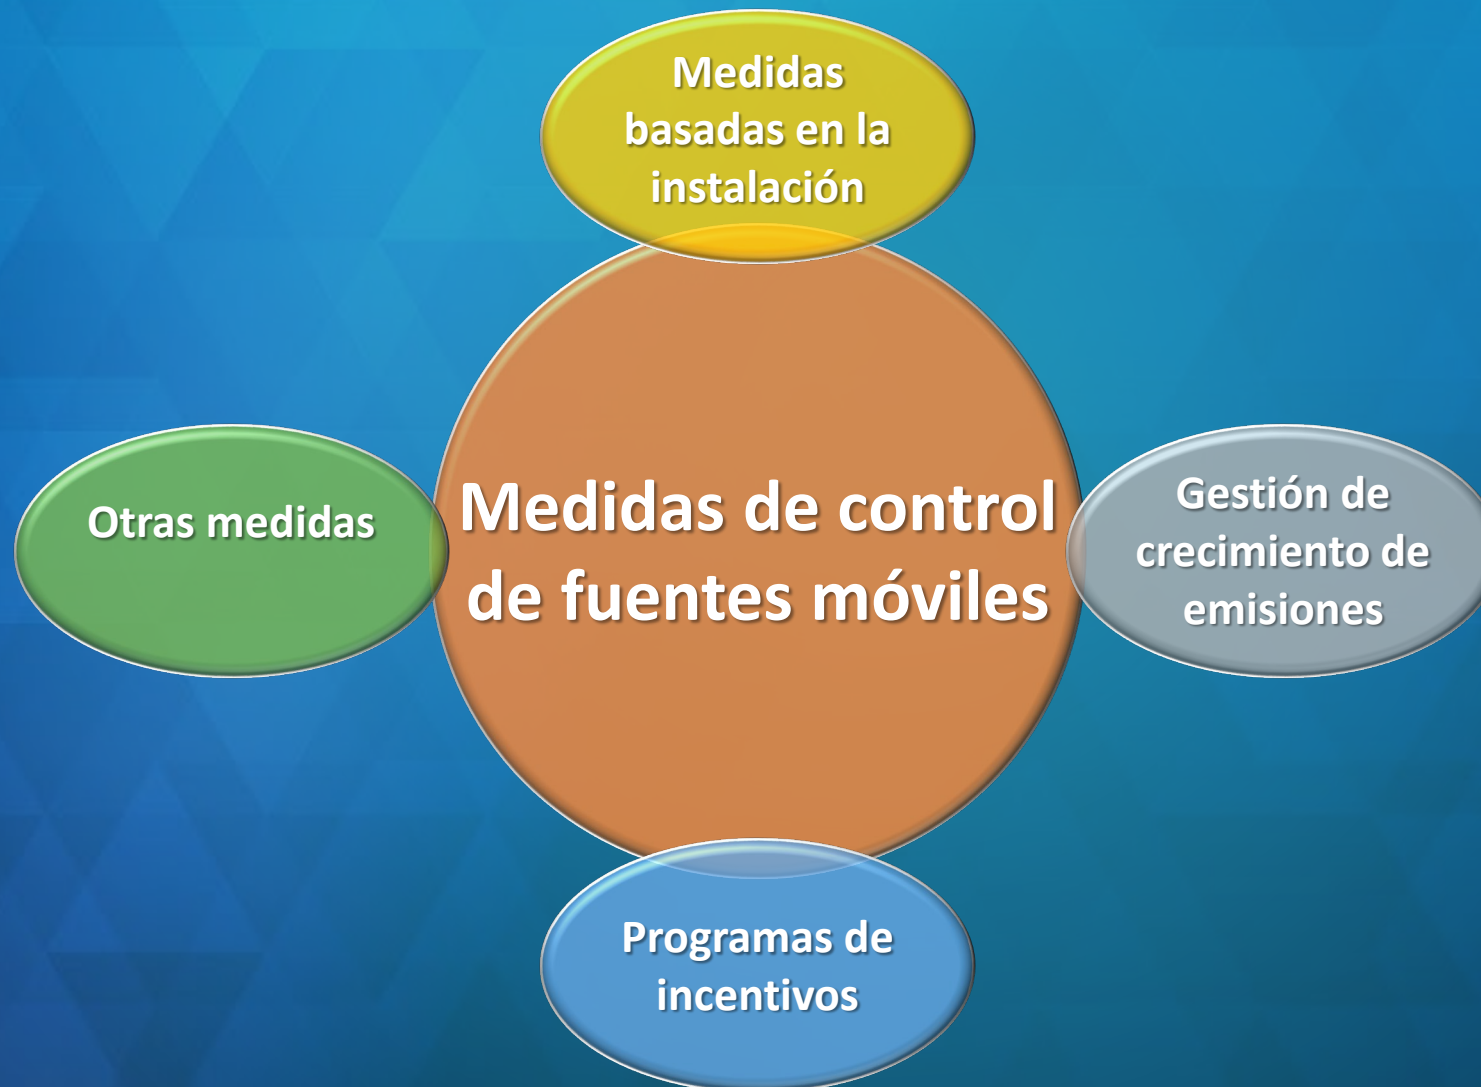 Medidas
basadas en la
instalación
Otras medidas
Medidas de control
de fuentes móviles
Gestión de
crecimiento de
emisiones
Programas de
incentivos